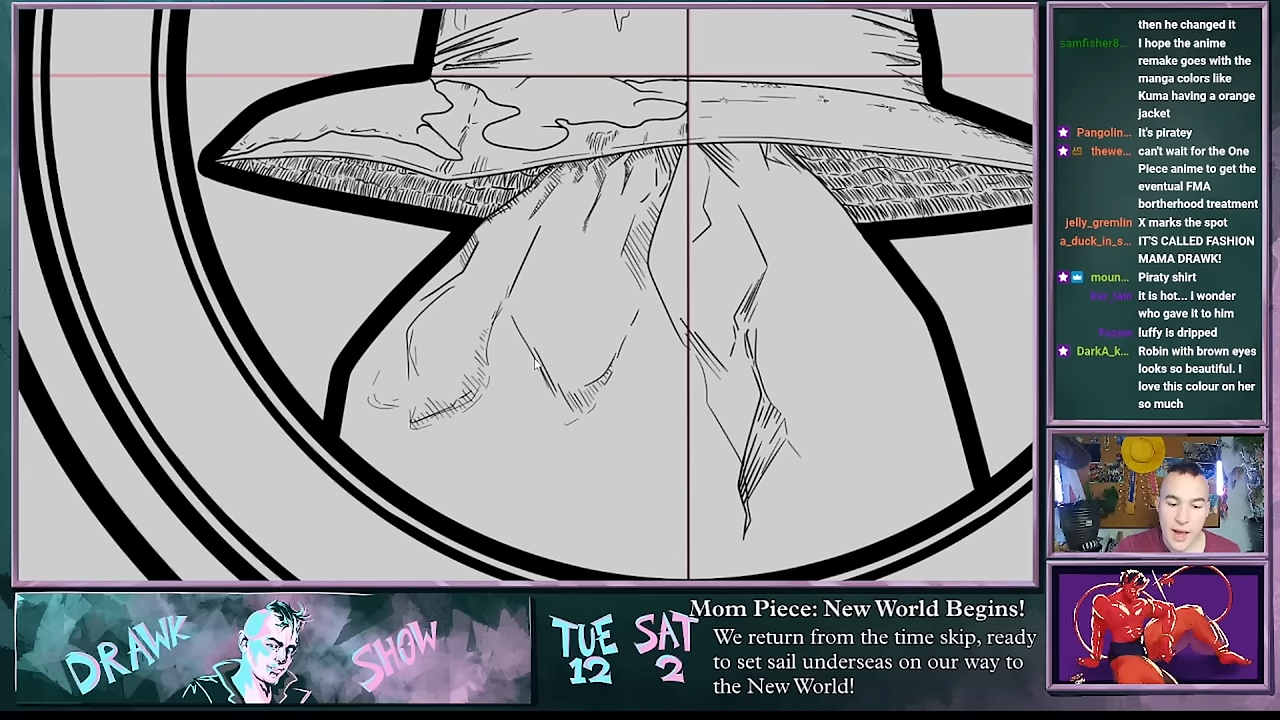 then he changed it
samfisher8... I hope the anime
remake goes with the
manga colors like
Kuma having a orange
jacket
Pangolin... It's piratey
thewe... can't wait for the One
Piece anime to get the
eventual FMA
bortherhood treatment
jelly_gremlin X marks the spot
a_duck_in_s... IT'S CALLED FASHION
MAMA DRAWK!
moun... Piraty shirt
It is hot... I wonder
who gave it to him
luffy is dripped
DarkA_k... Robin with brown eyes
looks so beautiful. I
love this colour on her
so much
DRAWK SHOW
TUE SAT
12 2
Mom Piece: New World Begins!
We return from the time skip, ready
to set sail underseas on our way to
the New World!